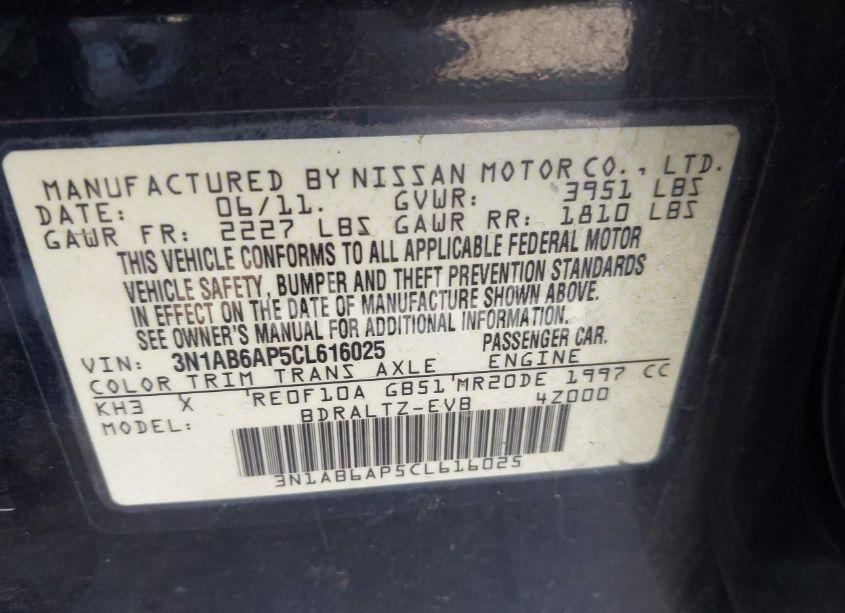 MANUFACTURED BY NISSAN MOTOR CO., LTD.
DATE: 06/11. GVWR: 3951 LBS
GAWR FR: 2227 LBS GAWR RR: 1810 LBS
THIS VEHICLE CONFORMS TO ALL APPLICABLE FEDERAL MOTOR
VEHICLE SAFETY, BUMPER AND THEFT PREVENTION STANDARDS
IN EFFECT ON THE DATE OF MANUFACTURE SHOWN ABOVE.
SEE OWNER'S MANUAL FOR ADDITIONAL INFORMATION.
VIN: 3N1AB6AP5CL616025 PASSENGER CAR.
COLOR TRIM TRANS AXLE ENGINE
KH3 X RE0F10A GB51 MR20DE 1997 CC
MODEL: BDRALTZ-EVB 4Z000
3N1AB6AP5CL616025